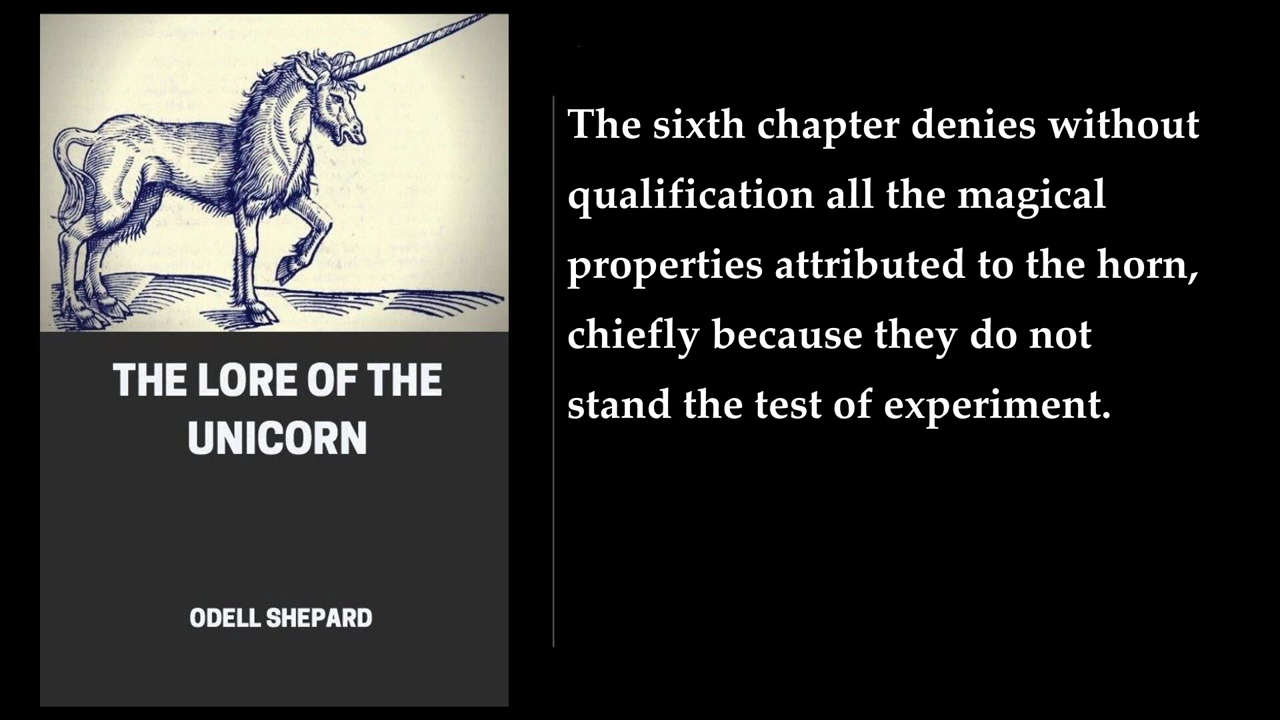 THE LORE OF THE
UNICORN
ODELL SHEPARD
The sixth chapter denies without
qualification all the magical
properties attributed to the horn,
chiefly because they do not
stand the test of experiment.